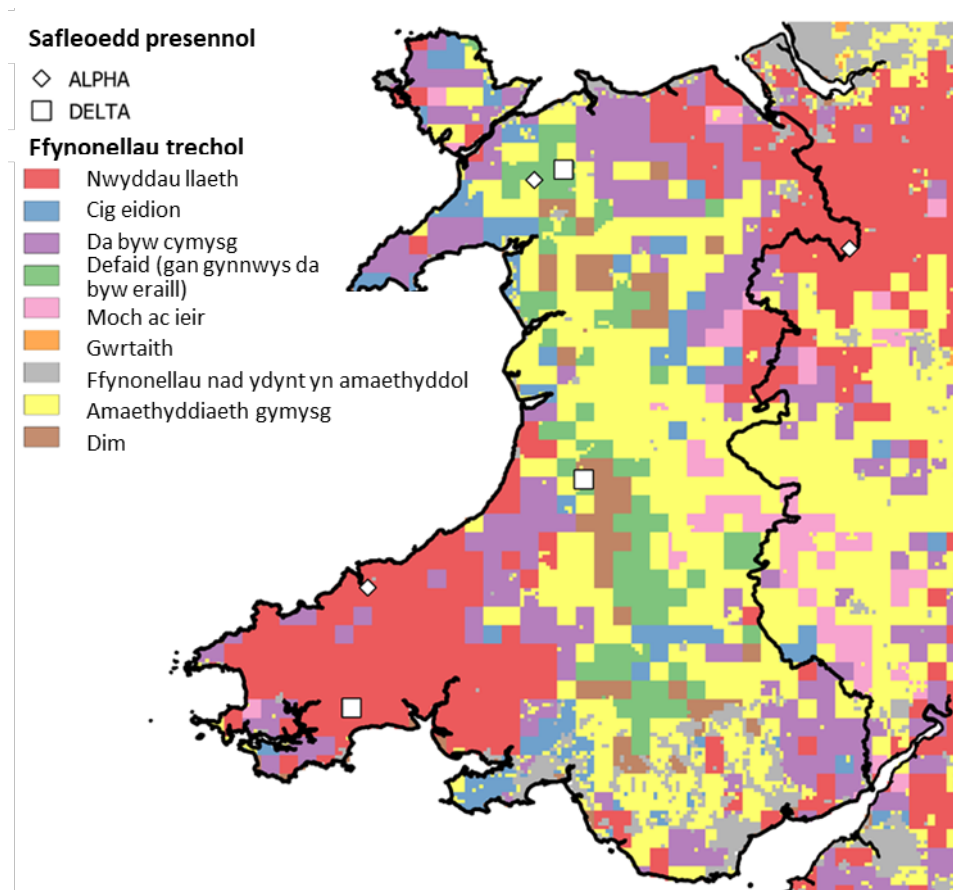 Safleoedd presennol
ALPHA
DELTA
Ffynonellau trechol
Nwyddau llaeth
Cig eidion
Da byw cymysg
Defaid (gan gynnwys da
byw eraill)
Moch ac ieir
Gwrtaith
Ffynonellau nad ydynt yn amaethyddol
Amaethyddiaeth gymysg
Dim